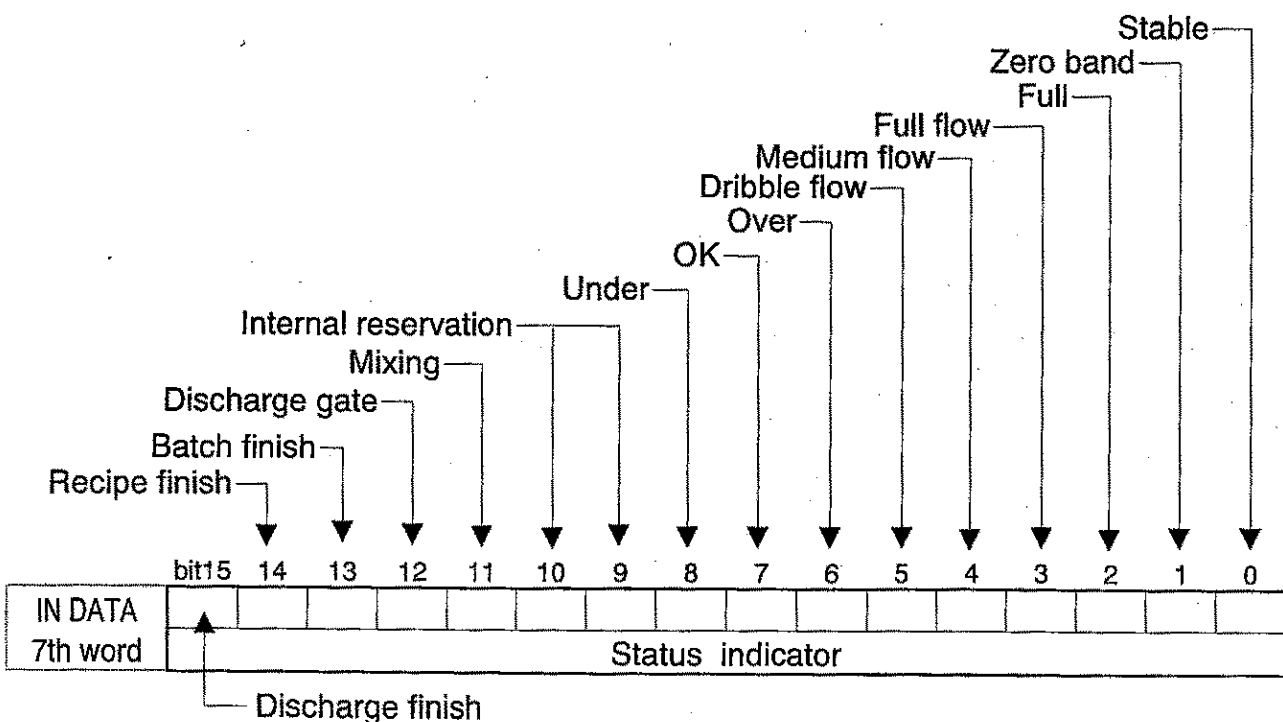 Stable
Zero band
Full
Full flow
Medium flow
Dribble flow
Over
OK
Under
Internal reservation
Mixing
Discharge gate
Batch finish
Recipe finish
bit15 14 13 12 11 10 9 8 7 6 5 4 3 2 1 0
IN DATA
7th word
Status indicator
Discharge finish